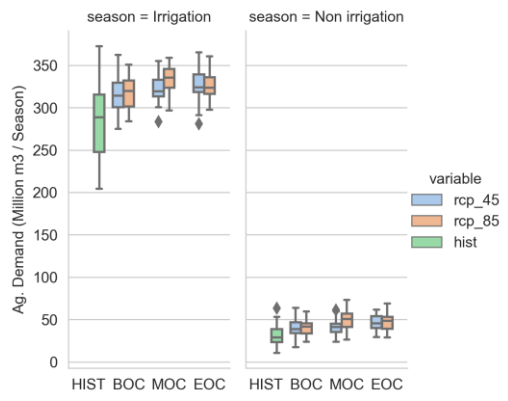 season = Irrigation
season = Non irrigation
Ag. Demand (Million m3 / Season)
350
300
250
200
150
100
50
0
HIST BOC MOC EOC
HIST BOC MOC EOC
variable
rcp_45
rcp_85
hist